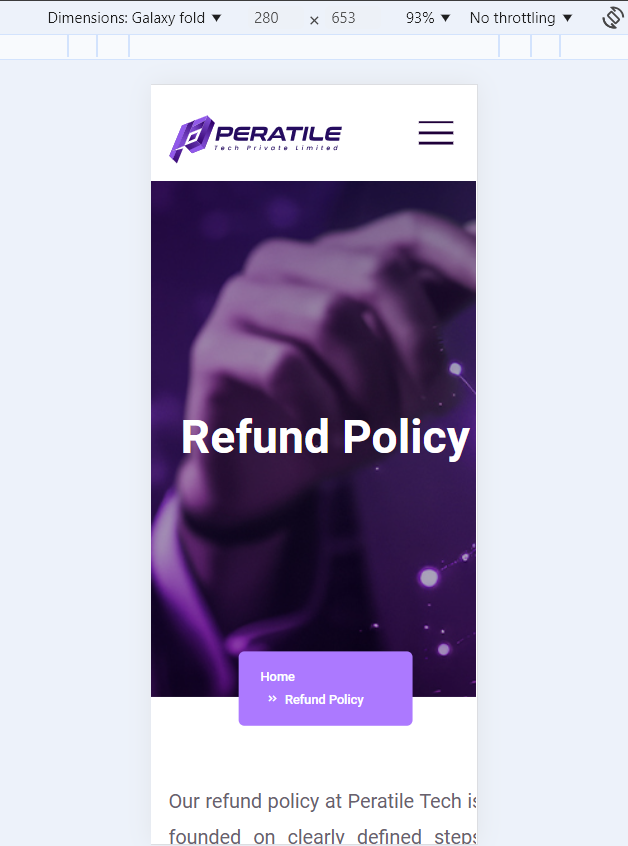 Dimensions: Galaxy fold ▼ 280 × 653 93% ▼ No throttling ▼
PERATILE
Tech Private Limited
Refund Policy
Home
» Refund Policy
Our refund policy at Peratile Tech is
founded on clearly defined steps